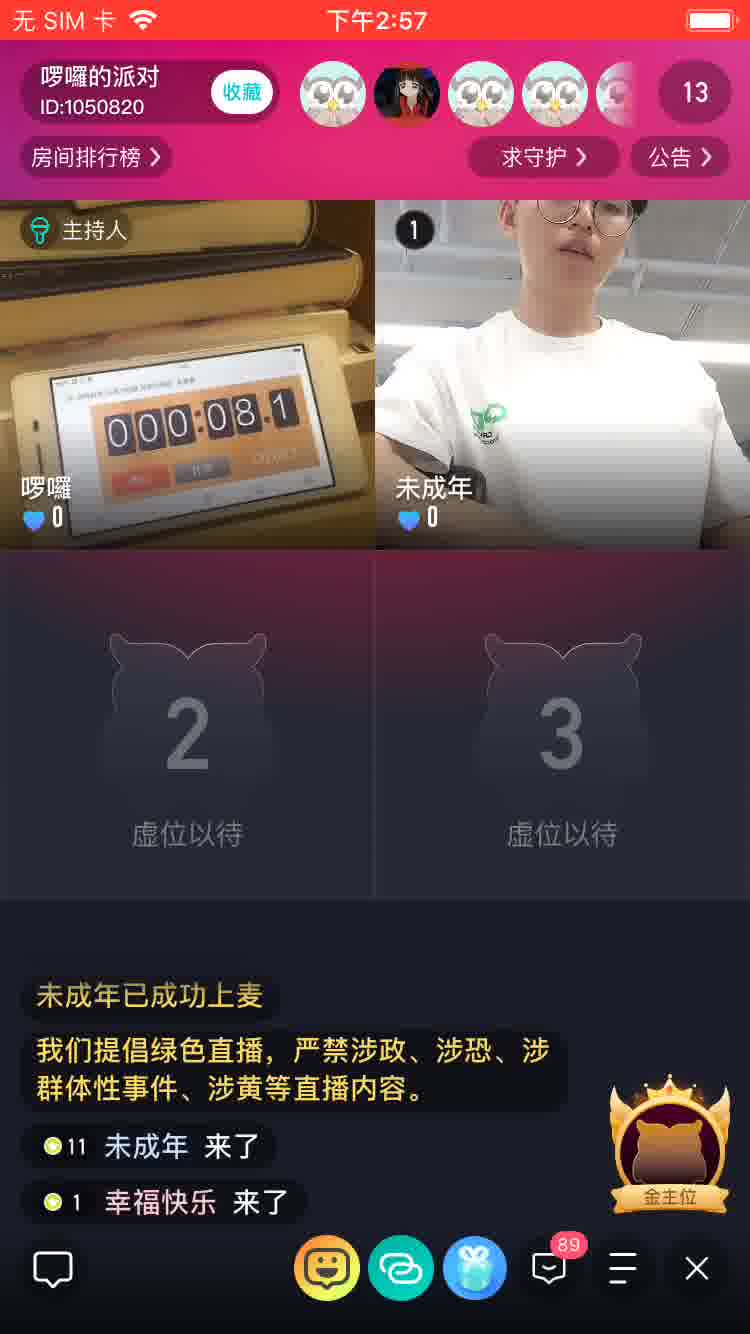 无 SIM 卡
下午2:57
啰囉的派对
ID:1050820
收藏
13
房间排行榜
求守护
公告
主持人
1
000:08.1
啰囉
0
未成年
0
2
虚位以待
3
虚位以待
未成年已成功上麦
我们提倡绿色直播，严禁涉政、涉恐、涉
群体性事件、涉黄等直播内容。
11 未成年 来了
1 幸福快乐 来了
金主位
89